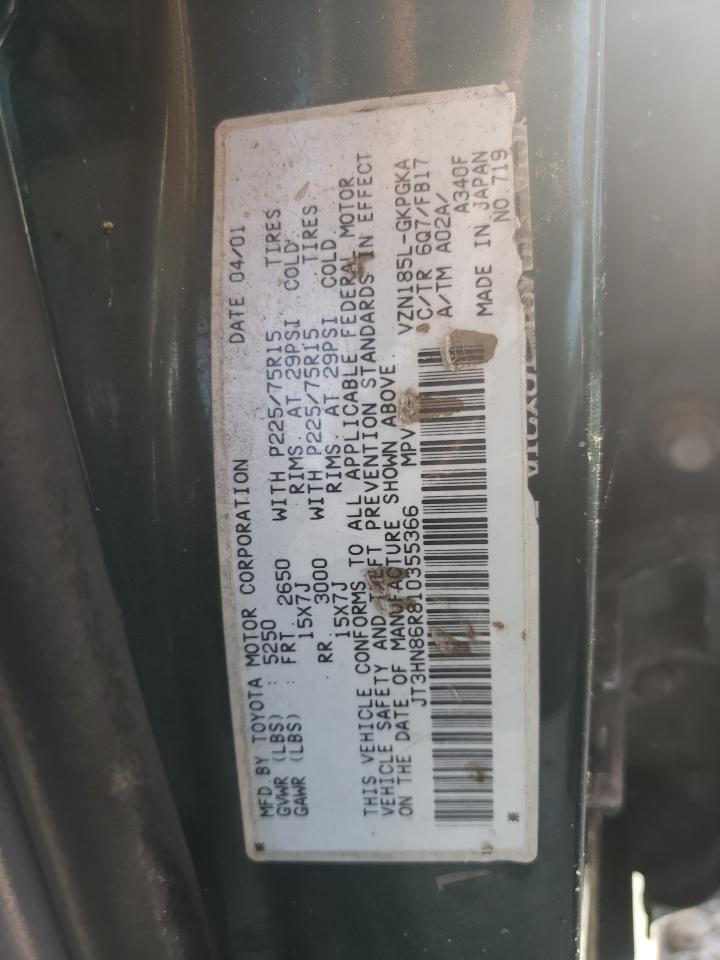 MFD. BY TOYOTA MOTOR CORPORATION DATE 04/01
GVWR (LBS) : 5250
GAWR (LBS) : FRT 2650 WITH P225/75R15 TIRES
15X7J RIMS. AT 29PSI COLD
RR 3000 WITH P225/75R15 TIRES
15X7J RIMS. AT 29PSI COLD
THIS VEHICLE CONFORMS TO ALL APPLICABLE FEDERAL MOTOR
VEHICLE SAFETY AND THEFT PREVENTION STANDARDS IN EFFECT
ON THE DATE OF MANUFACTURE SHOWN ABOVE.
JT3HN86R810355366 MPV VZN185L-GKPGKA
C/TR 6Q7/FB17
A/TM A02A/
A340F
MADE IN JAPAN
NO.719